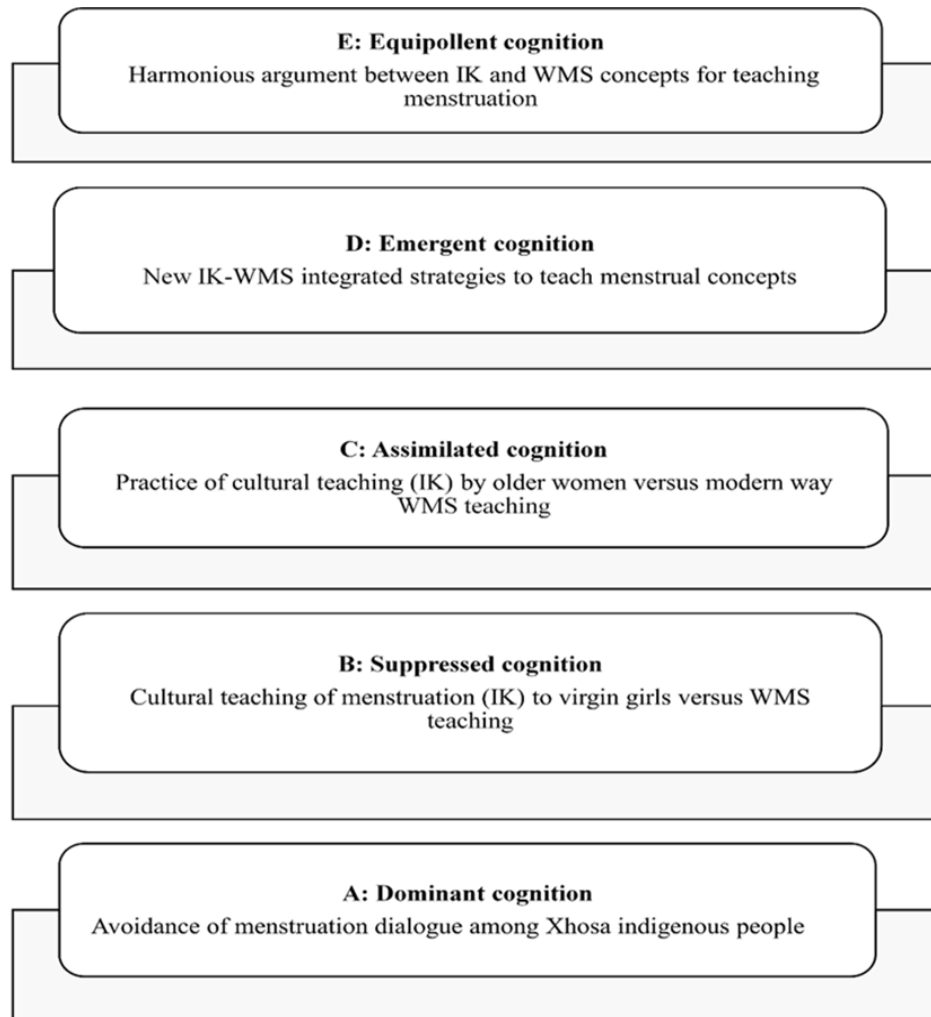 E: Equipollent cognition
Harmonious argument between IK and WMS concepts for teaching
menstruation
D: Emergent cognition
New IK-WMS integrated strategies to teach menstrual concepts
C: Assimilated cognition
Practice of cultural teaching (IK) by older women versus modern way
WMS teaching
B: Suppressed cognition
Cultural teaching of menstruation (IK) to virgin girls versus WMS
teaching
A: Dominant cognition
Avoidance of menstruation dialogue among Xhosa indigenous people